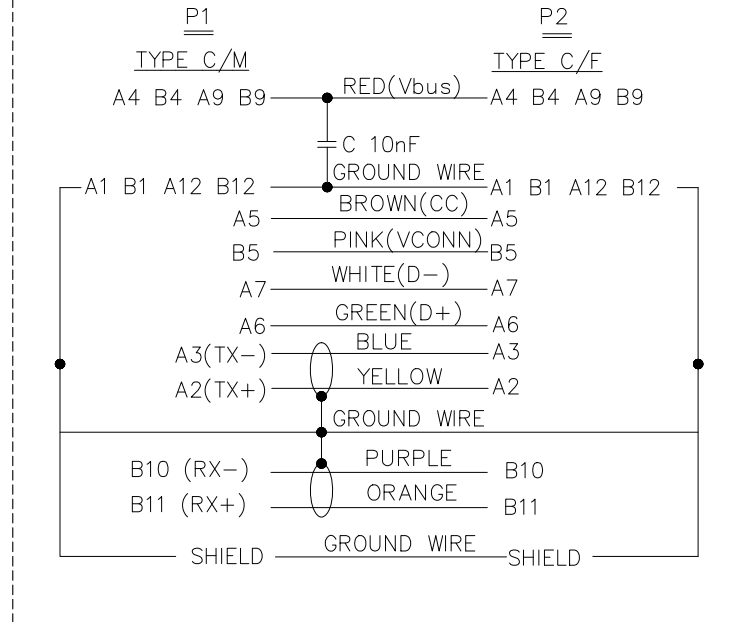 P1 P2
TYPE C/M TYPE C/F
A4 B4 A9 B9 RED(Vbus) A4 B4 A9 B9
C 10nF
A1 B1 A12 B12 GROUND WIRE A1 B1 A12 B12
A5 BROWN(CC) A5
B5 PINK(VCONN) B5
A7 WHITE(D-) A7
A6 GREEN(D+) A6
A3(TX-) BLUE A3
A2(TX+) YELLOW A2
GROUND WIRE
B10 (RX-) PURPLE B10
B11 (RX+) ORANGE B11
SHIELD GROUND WIRE SHIELD